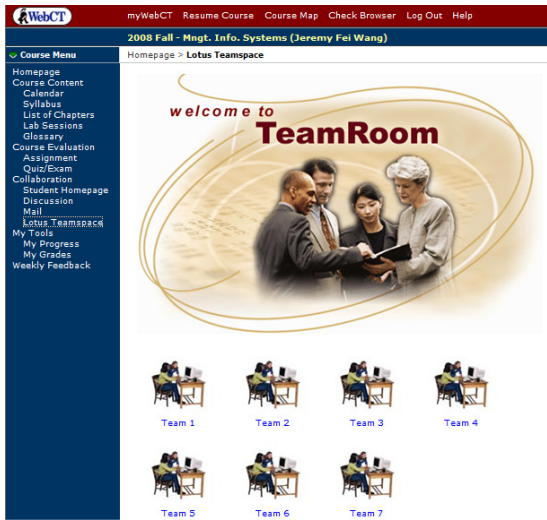 WebCT
myWebCT Resume Course Course Map Check Browser Log Out Help
2008 Fall - Mngt. Info. Systems (Jeremy Fei Wang)
Course Menu
Homepage > Lotus Teamspace
Homepage
Course Content
Calendar
Syllabus
List of Chapters
Lab Sessions
Glossary
Course Evaluation
Assignment
Quiz/Exam
Collaboration
Student Homepage
Discussion
Mail
Lotus Teamspace
My Tools
My Progress
My Grades
Weekly Feedback
welcome to
TeamRoom
Team 1 Team 2 Team 3 Team 4
Team 5 Team 6 Team 7